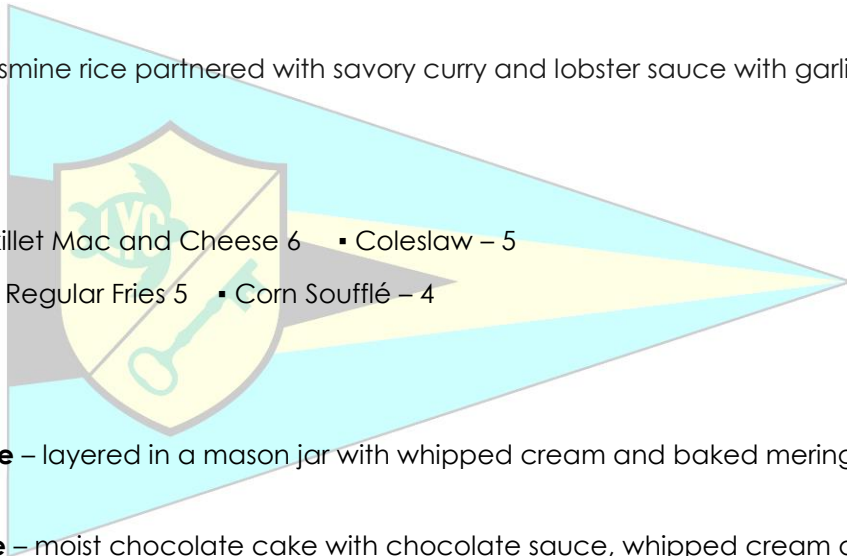 smine rice partnered with savory curry and lobster sauce with garli
LYC
illet Mac and Cheese 6 ▪ Coleslaw – 5
Regular Fries 5 ▪ Corn Soufflé – 4
e – layered in a mason jar with whipped cream and baked mering
e – moist chocolate cake with chocolate sauce, whipped cream